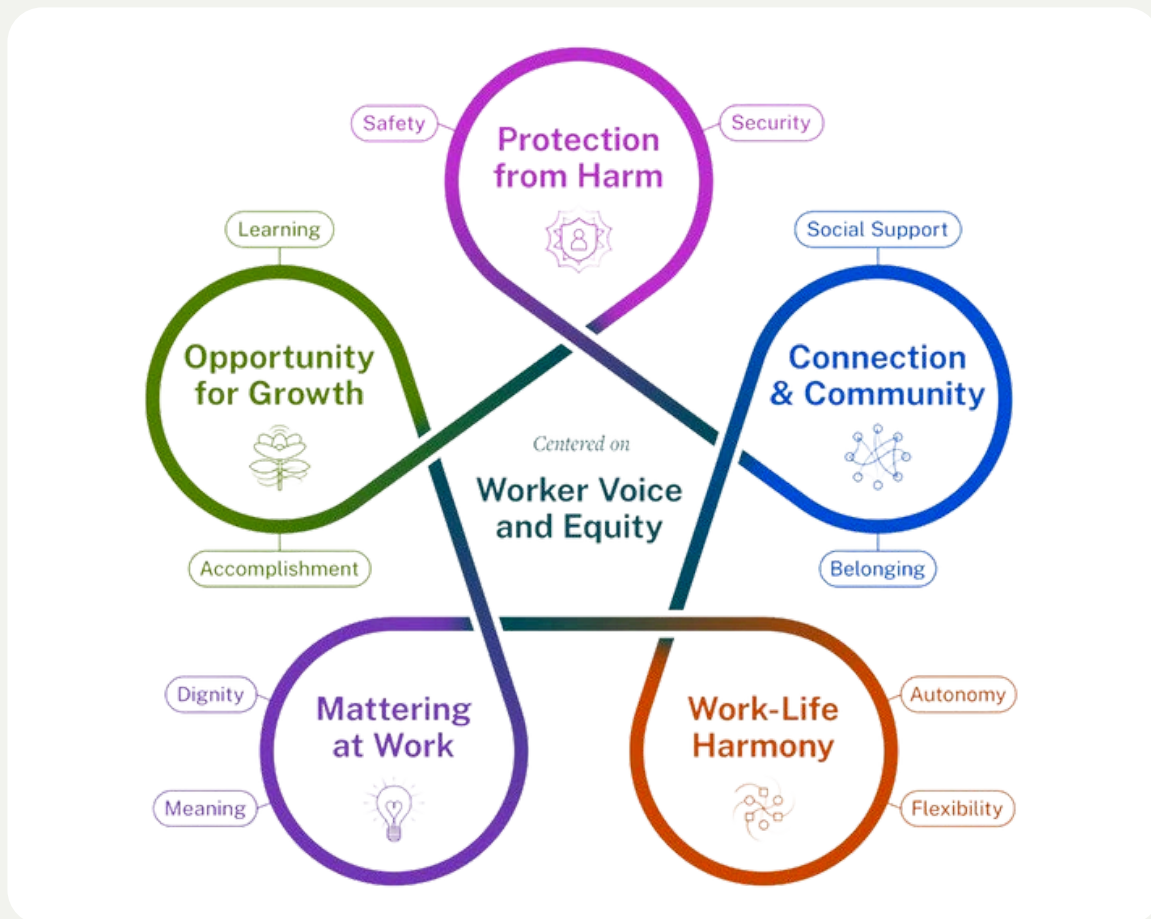 Safety
Protection
from Harm
Security
Learning
Opportunity
for Growth
Accomplishment
Social Support
Connection
& Community
Belonging
Centered on
Worker Voice
and Equity
Dignity
Mattering
at Work
Meaning
Work-Life
Harmony
Autonomy
Flexibility